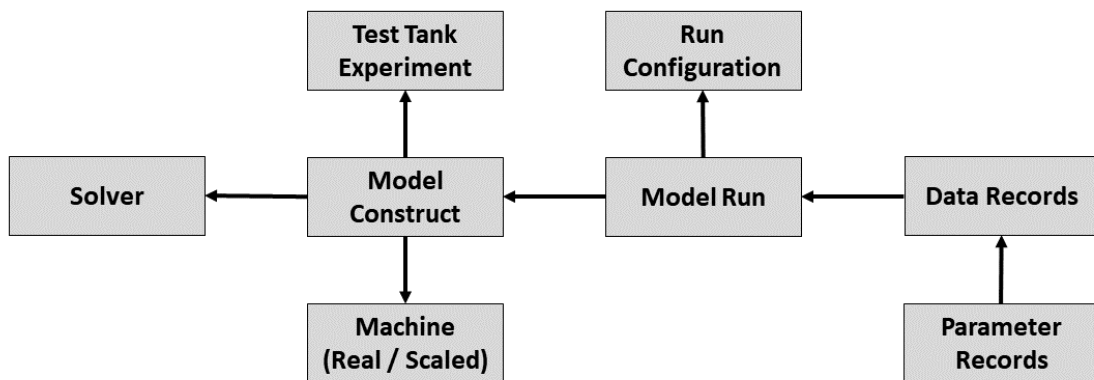 Test Tank
Experiment
Run
Configuration
Solver
Model
Construct
Model Run
Data Records
Machine
(Real / Scaled)
Parameter
Records